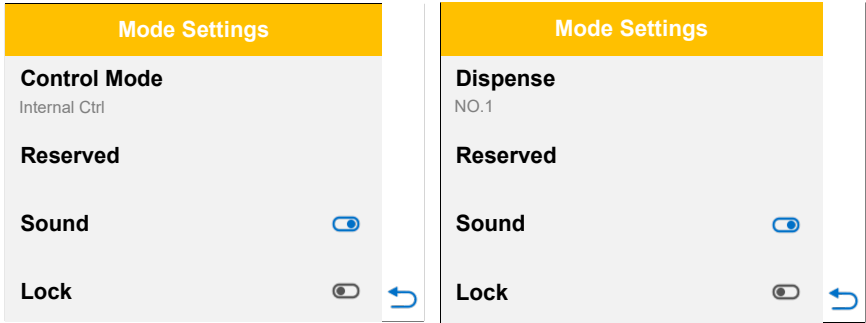 Mode Settings
Control Mode
Internal Ctrl
Reserved
Sound
Lock
Mode Settings
Dispense
NO.1
Reserved
Sound
Lock